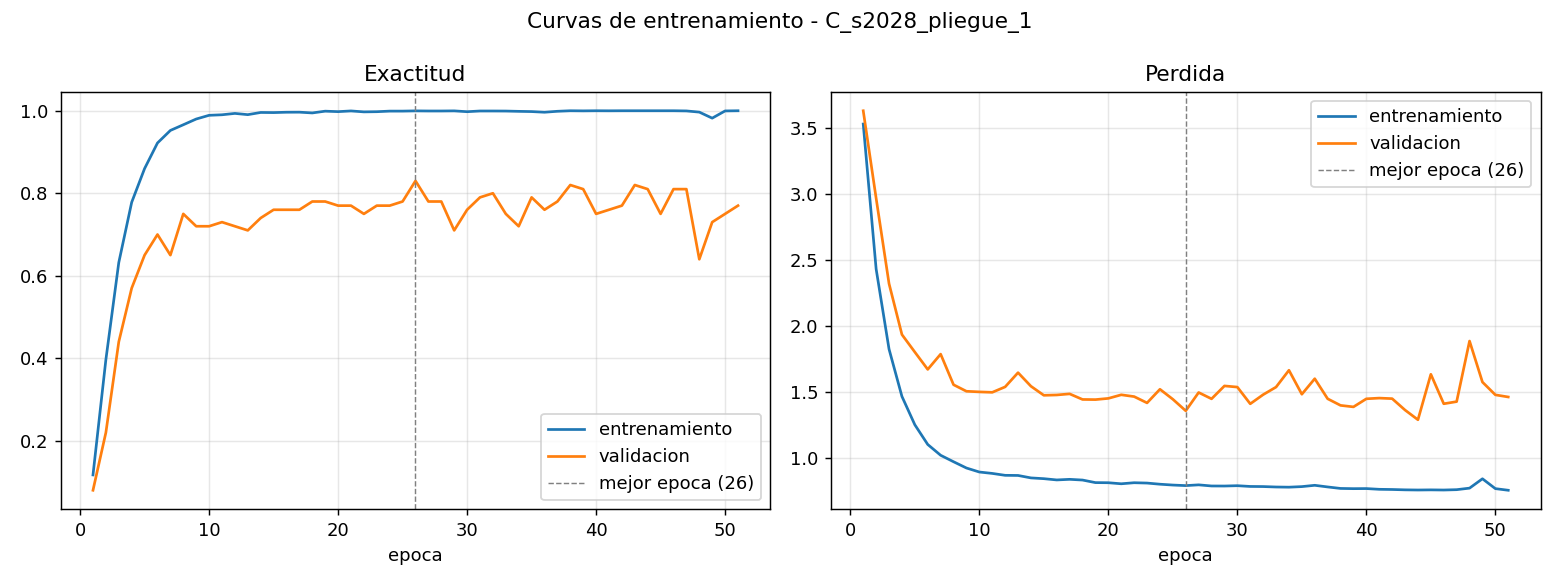 Curvas de entrenamiento - C_s2028_pliegue_1
Exactitud
1.0
0.8
0.6
0.4
0.2
0
10
20
30
40
50
epoca
entrenamiento
validacion
mejor epoca (26)
Perdida
3.5
3.0
2.5
2.0
1.5
1.0
0
10
20
30
40
50
epoca
entrenamiento
validacion
mejor epoca (26)